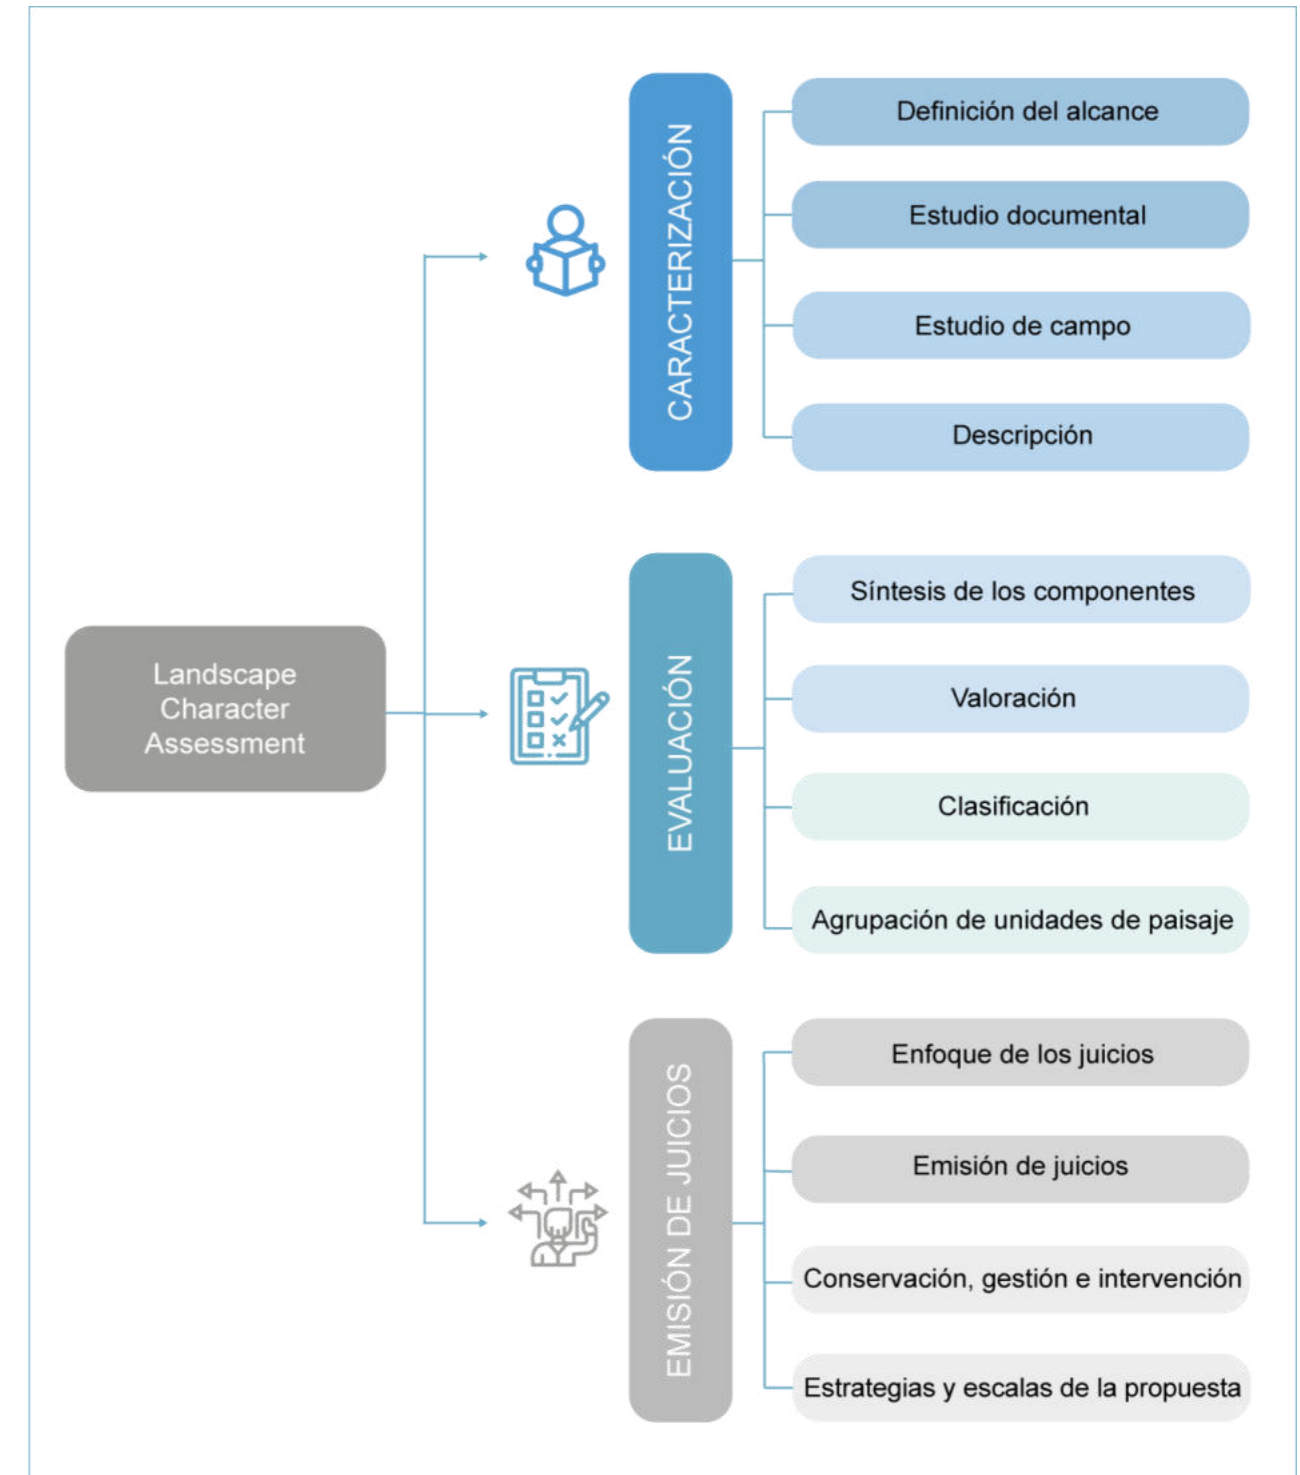 Landscape
Character
Assessment
CARACTERIZACIÓN
Definición del alcance
Estudio documental
Estudio de campo
Descripción
EVALUACIÓN
Síntesis de los componentes
Valoración
Clasificación
Agrupación de unidades de paisaje
EMISIÓN DE JUICIOS
Enfoque de los juicios
Emisión de juicios
Conservación, gestión e intervención
Estrategias y escalas de la propuesta